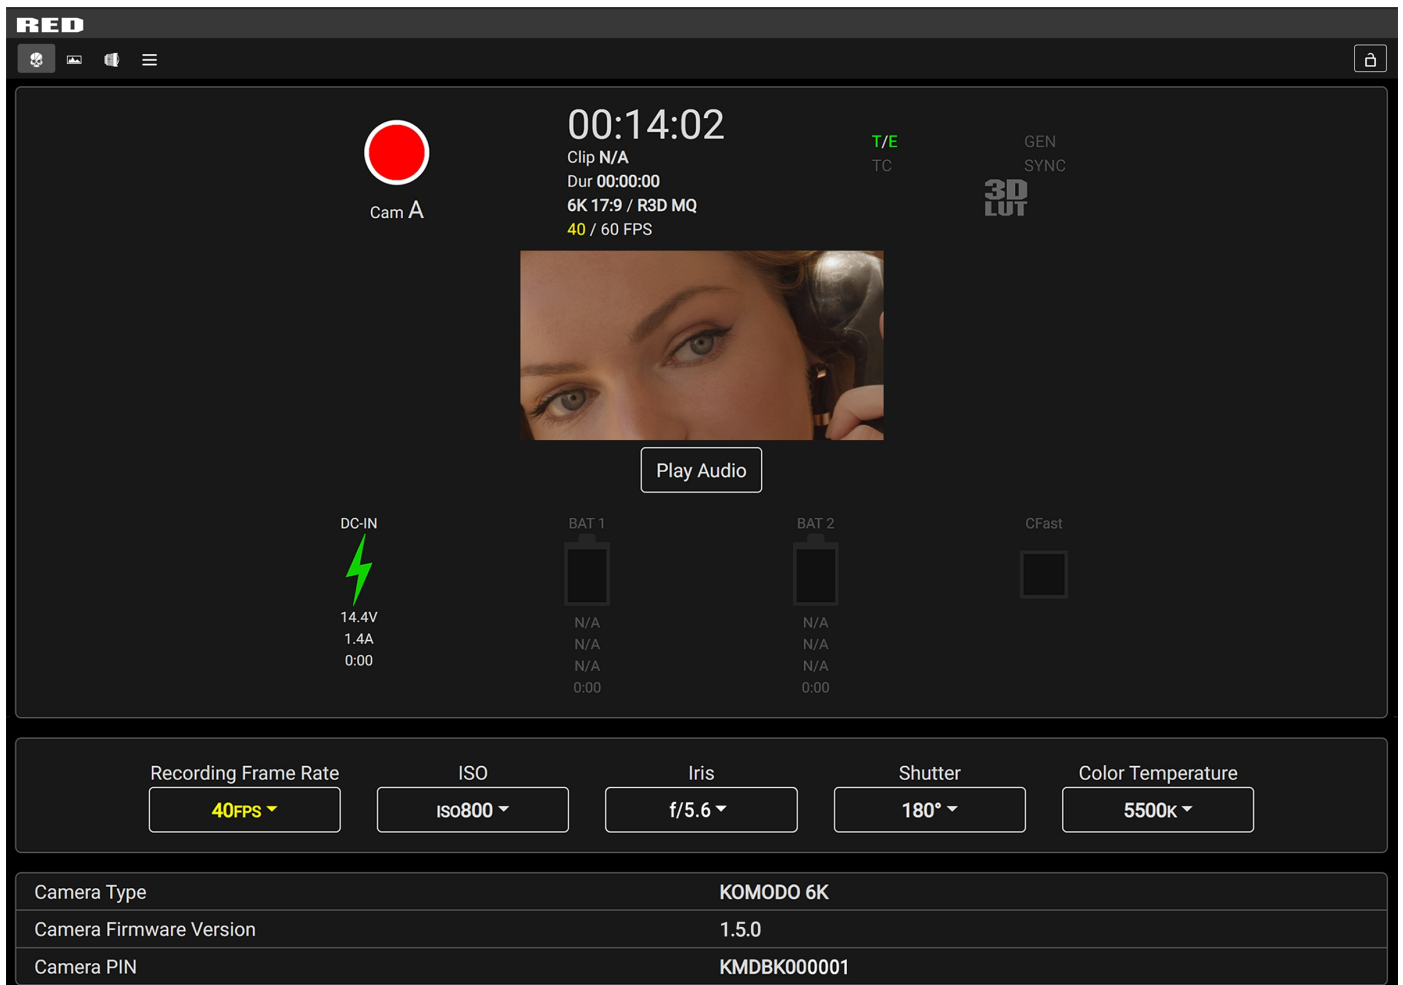 RED
00:14:02
Clip N/A
Dur 00:00:00
6K 17:9 / R3D MQ
40 / 60 FPS
Cam A
T/E
GEN
TC
SYNC
3D
LUT
Play Audio
DC-IN
BAT 1
BAT 2
CFast
14.4V
1.4A
0:00
N/A
N/A
N/A
0:00
N/A
N/A
N/A
0:00
Recording Frame Rate
ISO
Iris
Shutter
Color Temperature
40FPS
ISO800
f/5.6
180°
5500K
Camera Type
KOMODO 6K
Camera Firmware Version
1.5.0
Camera PIN
KMDBK000001